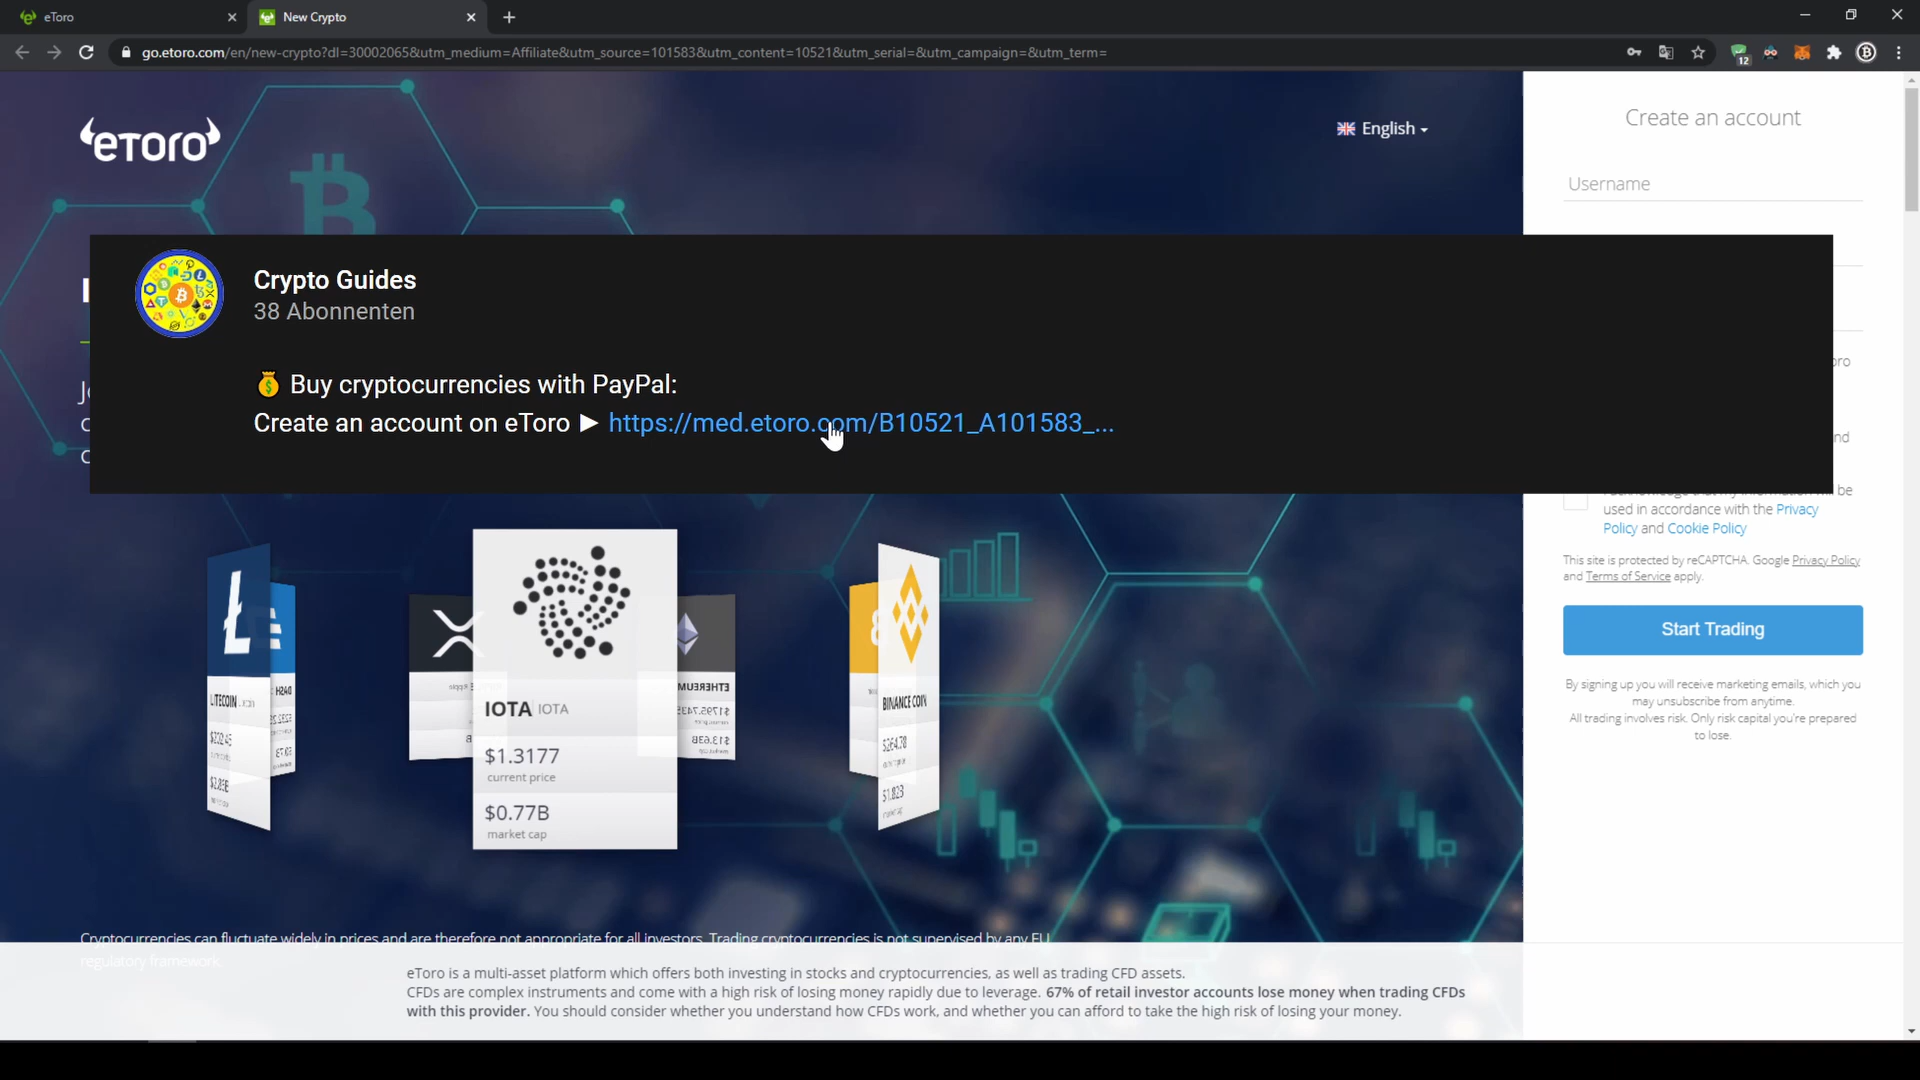 eToro
New Crypto
go.etoro.com/en/new-crypto?dl=30002065&utm_medium=Affiliate&utm_source=101583&utm_content=10521&utm_serial=&utm_campaign=&utm_term=
12
eTORO
English
Create an account
Username
Crypto Guides
38 Abonnenten
💰 Buy cryptocurrencies with PayPal:
Create an account on eToro ► https://med.etoro.com/B10521_A101583_...
used in accordance with the Privacy
Policy and Cookie Policy
This site is protected by reCAPTCHA. Google Privacy Policy
and Terms of Service apply.
Start Trading
By signing up you will receive marketing emails, which you
may unsubscribe from anytime.
All trading involves risk. Only risk capital you're prepared
to lose.
LITECOIN
DASH
IOTA IOTA
$1.3177
current price
$0.77B
market cap
ETHEREUM
$1795.7435
$13.63B
BINANCE COIN
$264.78
Cryptocurrencies can fluctuate widely in prices and are therefore not appropriate for all investors. Trading cryptocurrencies is not supervised by any EU
regulatory framework.
eToro is a multi-asset platform which offers both investing in stocks and cryptocurrencies, as well as trading CFD assets.
CFDs are complex instruments and come with a high risk of losing money rapidly due to leverage. 67% of retail investor accounts lose money when trading CFDs
with this provider. You should consider whether you understand how CFDs work, and whether you can afford to take the high risk of losing your money.